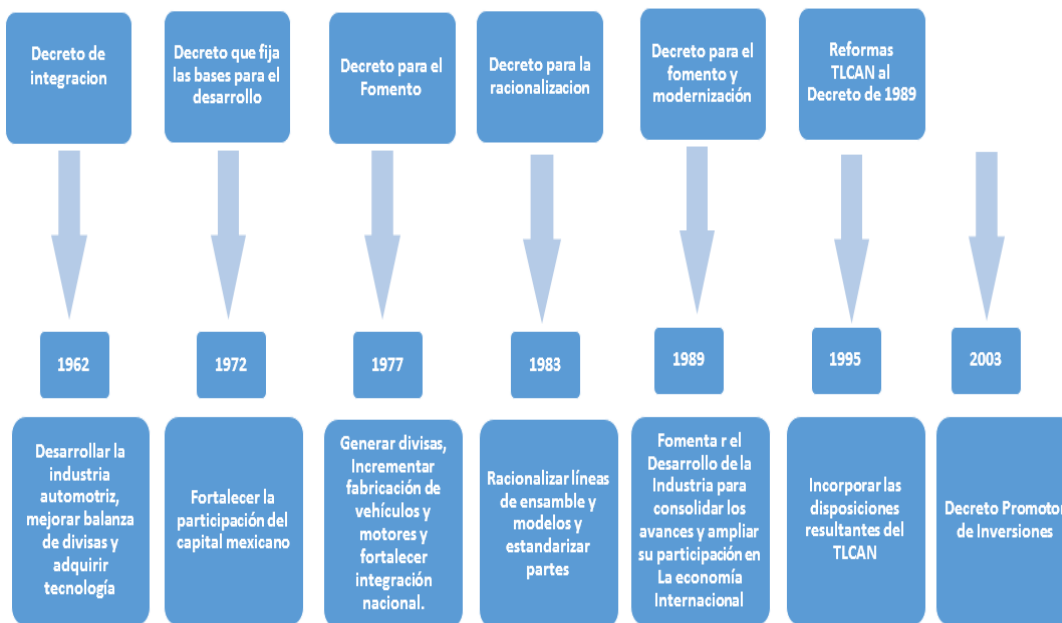 Decreto de
integracion
Decreto que fija
las bases para el
desarrollo
Decreto para el
Fomento
Decreto para la
racionalizacion
Decreto para el
fomento y
modernización
Reformas
TLCAN al
Decreto de 1989
1962
1972
1977
1983
1989
1995
2003
Desarrollar la
industria
automotriz,
mejorar balanza
de divisas y
adquirir
tecnología
Fortalecer la
participación del
capital mexicano
Generar divisas,
Incrementar
fabricación de
vehículos y
motores y
fortalecer
integración
nacional.
Racionalizar líneas
de ensamble y
modelos y
estandarizar
partes
Fomenta r el
Desarrollo de la
Industria para
consolidar los
avances y ampliar
su participación en
La economía
Internacional
Incorporar las
disposiciones
resultantes del
TLCAN
Decreto Promotor
de Inversiones